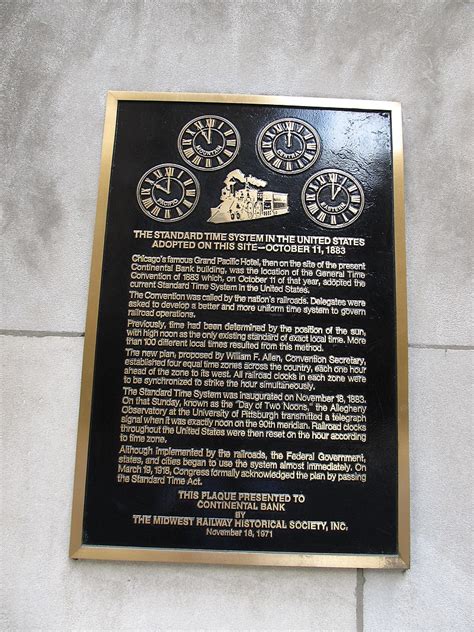 MOUNTAIN
CENTRAL
PACIFIC
EASTERN
THE STANDARD TIME SYSTEM IN THE UNITED STATES
ADOPTED ON THIS SITE—OCTOBER 11, 1883
Chicago's famous Grand Pacific Hotel, then on the site of the present
Continental Bank building, was the location of the General Time
Convention of 1883 which, on October 11 of that year, adopted the
current Standard Time System in the United States.
The Convention was called by the nation's railroads. Delegates were
asked to develop a better and more uniform time system to govern
railroad operations.
Previously, time had been determined by the position of the sun,
with high noon as the only existing standard of exact local time. More
than 100 different local times resulted from this method.
The new plan, proposed by William F. Allen, Convention Secretary,
established four equal time zones across the country, each one hour
ahead of the zone to its west. All railroad clocks in each zone were
to be synchronized to strike the hour simultaneously.
The Standard Time System was inaugurated on November 18, 1883.
On that Sunday, known as the "Day of Two Noons," the Allegheny
Observatory at the University of Pittsburgh transmitted a telegraph
signal when it was exactly noon on the 90th meridian. Railroad clocks
throughout the United States were then reset on the hour according
to time zone.
Although implemented by the railroads, the Federal Government,
states, and cities began to use the system almost immediately. On
March 19, 1918, Congress formally acknowledged the plan by passing
the Standard Time Act.
THIS PLAQUE PRESENTED TO
CONTINENTAL BANK
BY
THE MIDWEST RAILWAY HISTORICAL SOCIETY, INC.
November 18, 1971